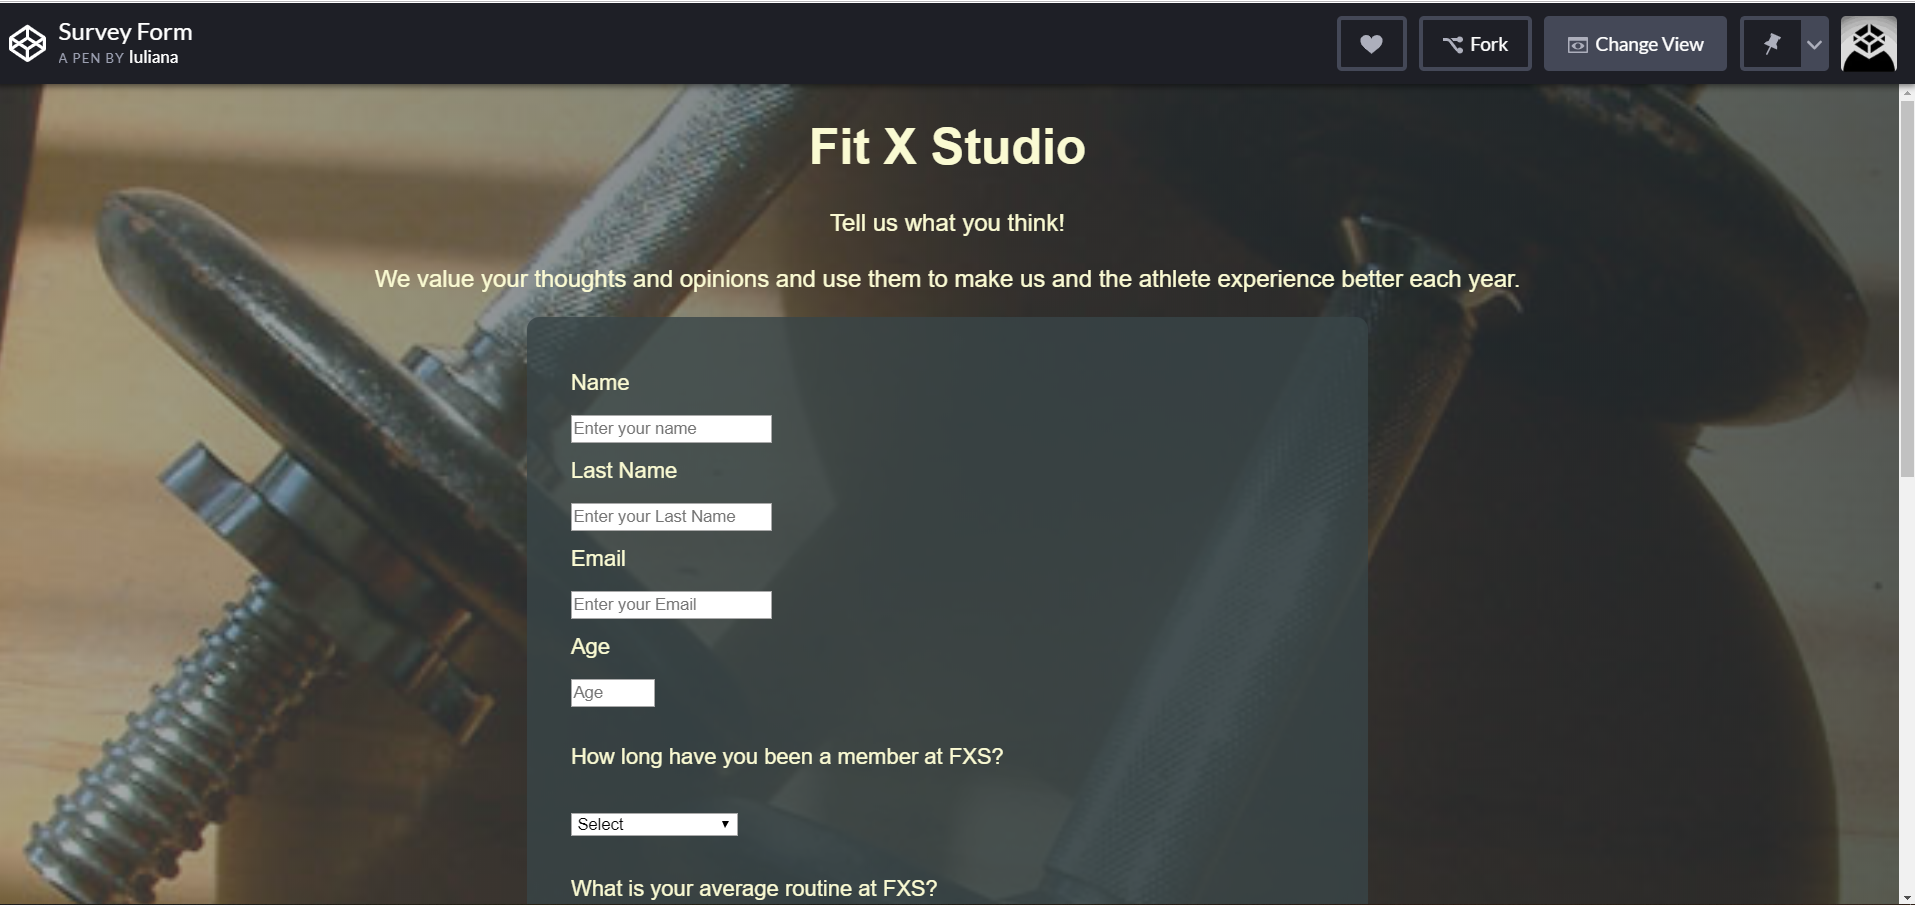 Survey Form
A PEN BY Iuliana
Fork
Change View
Fit X Studio
Tell us what you think!
We value your thoughts and opinions and use them to make us and the athlete experience better each year.
Name
Enter your name
Last Name
Enter your Last Name
Email
Enter your Email
Age
Age
How long have you been a member at FXS?
Select
What is your average routine at FXS?